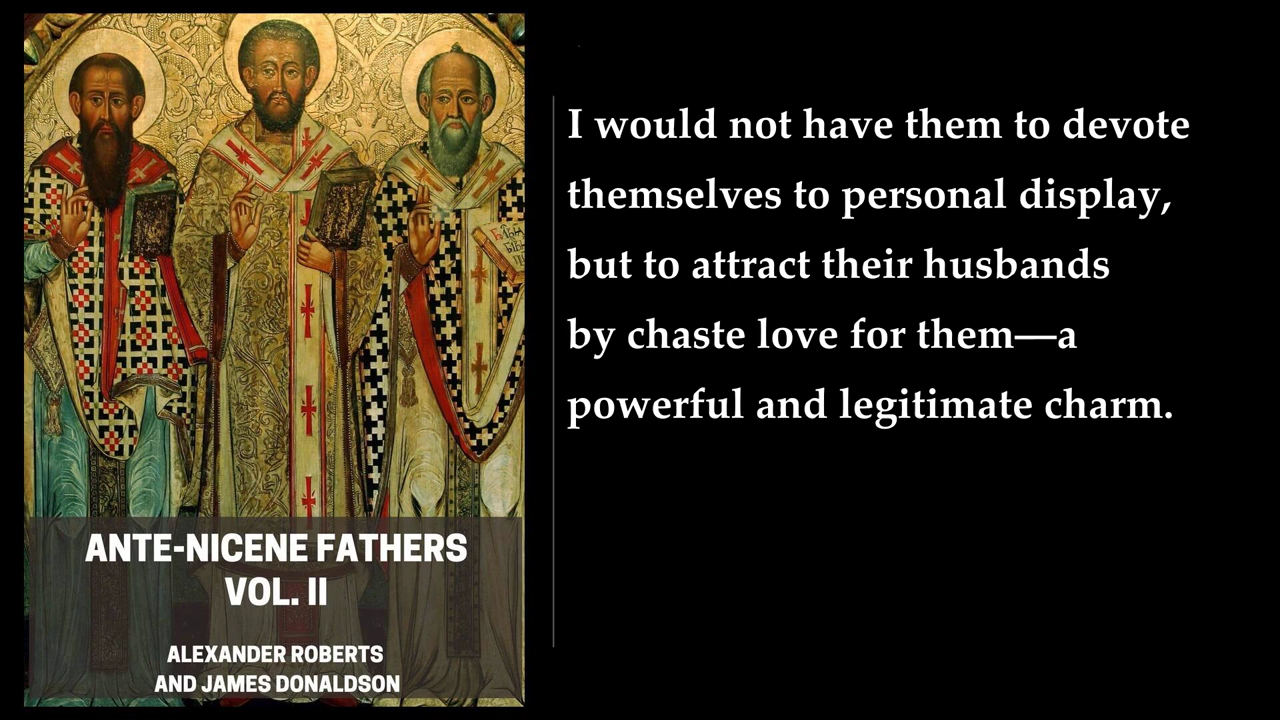 I would not have them to devote
themselves to personal display,
but to attract their husbands
by chaste love for them—a
powerful and legitimate charm.
ANTE-NICENE FATHERS
VOL. II
ALEXANDER ROBERTS
AND JAMES DONALDSON